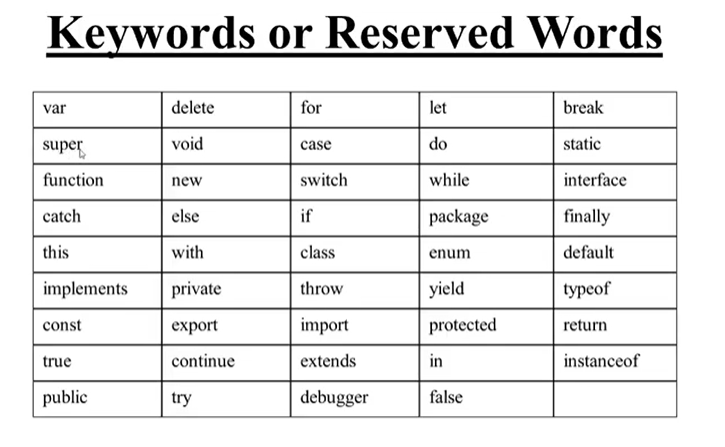 Keywords or Reserved Words
var delete for let break
super void case do static
function new switch while interface
catch else if package finally
this with class enum default
implements private throw yield typeof
const export import protected return
true continue extends in instanceof
public try debugger false